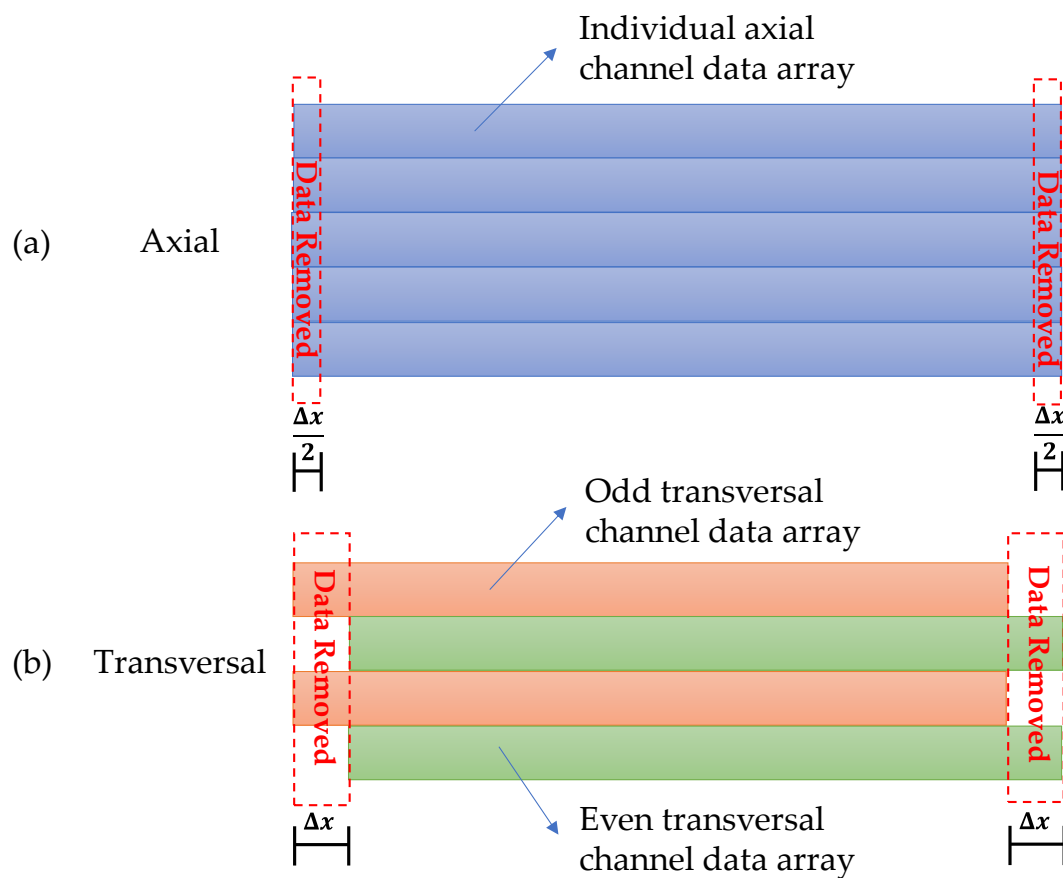 Individual axial
channel data array
(a)
Axial
Data Removed
Data Removed
Δx
2
Δx
2
Odd transversal
channel data array
(b)
Transversal
Data Removed
Data Removed
Δx
Δx
Even transversal
channel data array